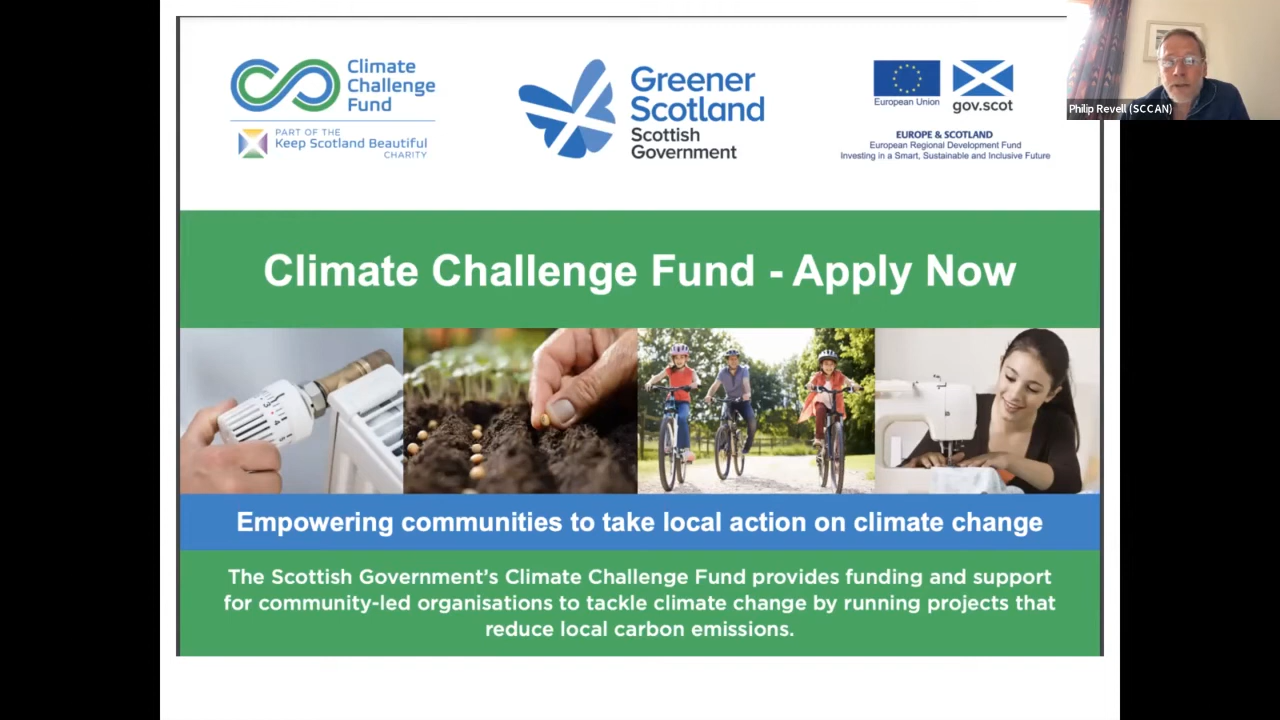 Climate
Challenge
Fund
PART OF THE
Keep Scotland Beautiful
CHARITY
Greener
Scotland
Scottish
Government
European Union
gov.scot
EUROPE & SCOTLAND
European Regional Development Fund
Investing in a Smart, Sustainable and Inclusive Future
Philip Revell (SCCAN)
Climate Challenge Fund - Apply Now
Empowering communities to take local action on climate change
The Scottish Government's Climate Challenge Fund provides funding and support
for community-led organisations to tackle climate change by running projects that
reduce local carbon emissions.